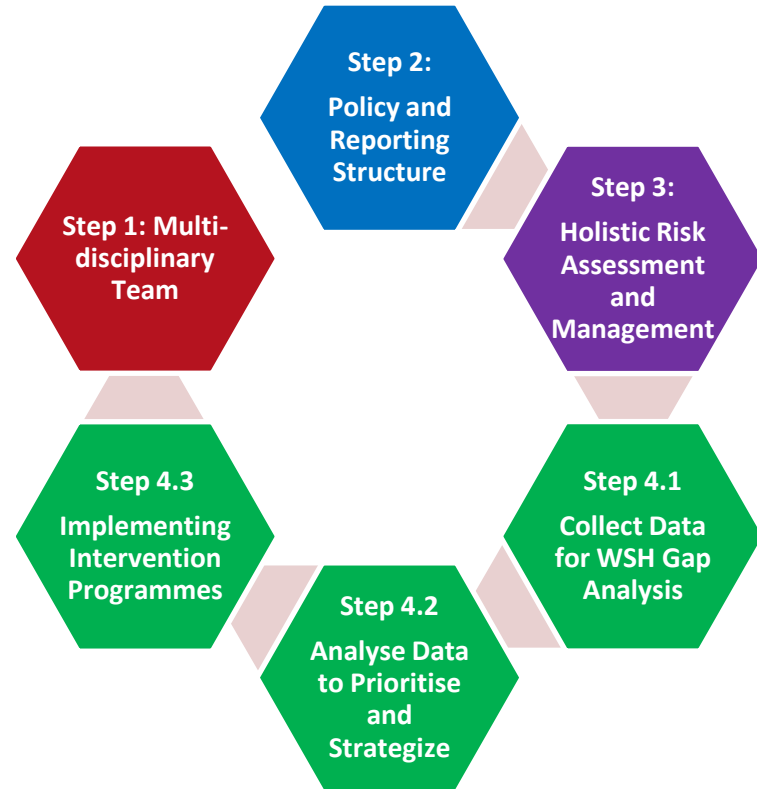 Step 1: Multi-
disciplinary
Team
Step 2:
Policy and
Reporting
Structure
Step 3:
Holistic Risk
Assessment
and
Management
Step 4.1
Collect Data
for WSH Gap
Analysis
Step 4.2
Analyse Data
to Prioritise
and
Strategize
Step 4.3
Implementing
Intervention
Programmes